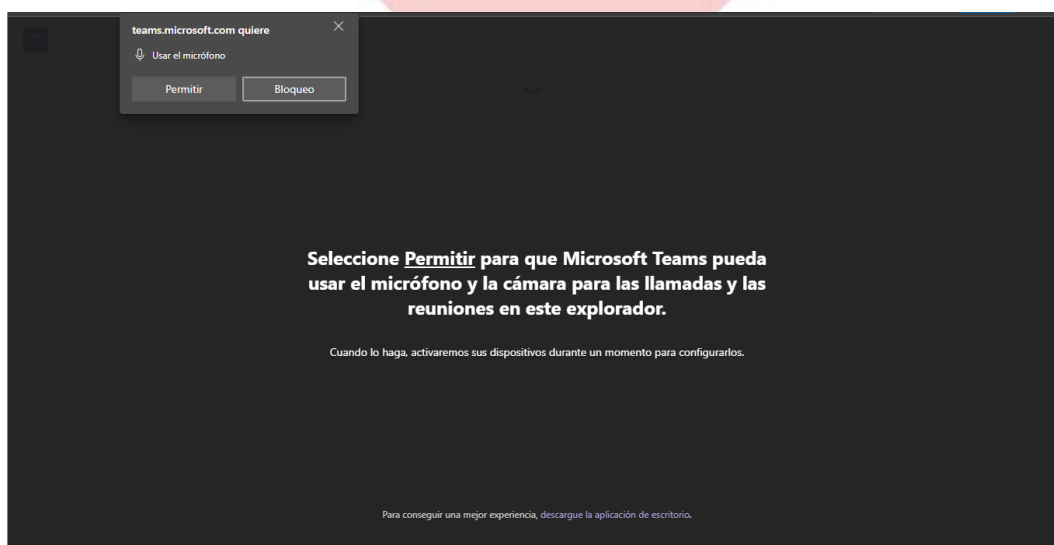 teams.microsoft.com quiere
Usar el micrófono
Permitir
Bloqueo
Seleccione Permitir para que Microsoft Teams pueda
usar el micrófono y la cámara para las llamadas y las
reuniones en este explorador.
Cuando lo haga, activaremos sus dispositivos durante un momento para configurarlos.
Para conseguir una mejor experiencia, descargue la aplicación de escritorio.